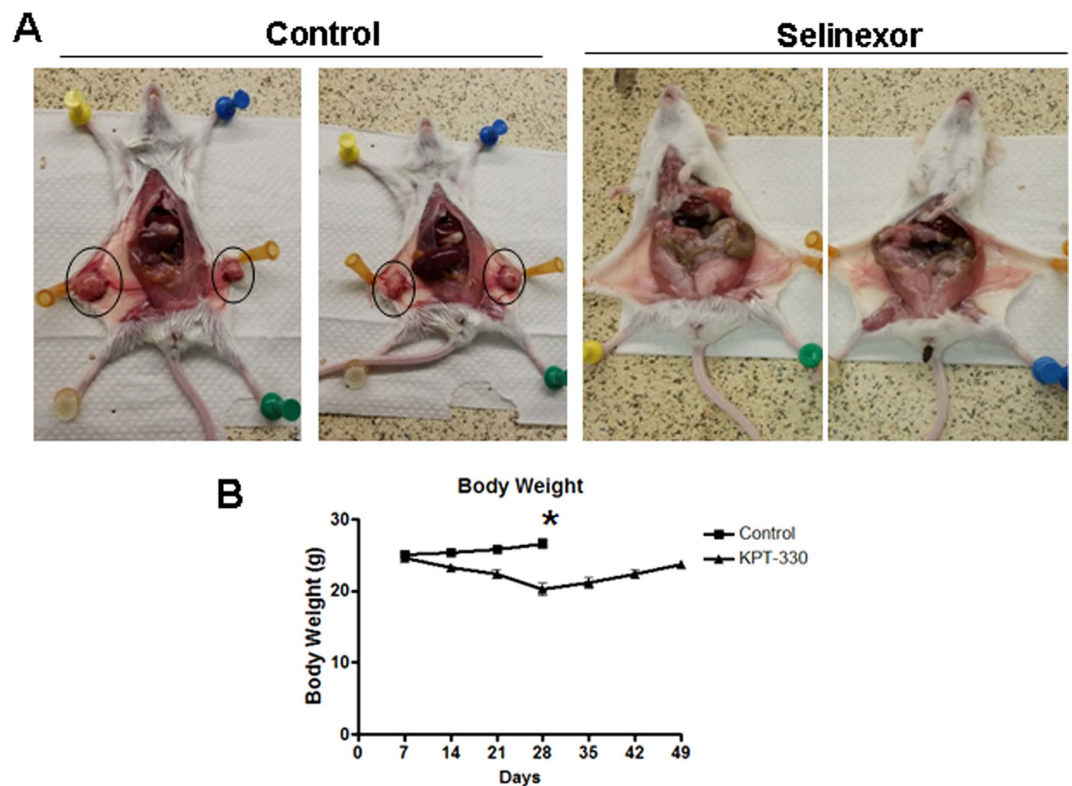 A
Control
Selinexor
B
Body Weight
*
Control
KPT-330
Body Weight (g)
30
20
10
0
0 7 14 21 28 35 42 49
Days